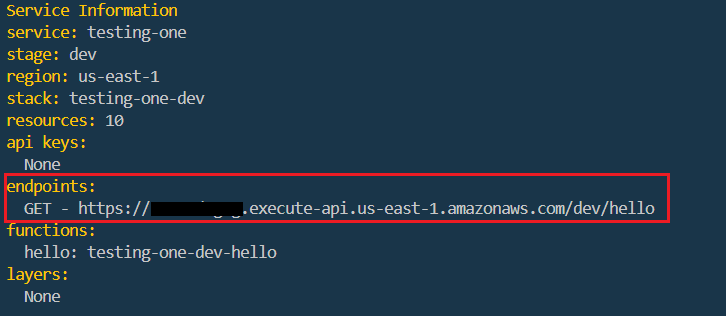 Service Information
service: testing-one
stage: dev
region: us-east-1
stack: testing-one-dev
resources: 10
api keys:
None
endpoints:
GET - https:// .execute-api.us-east-1.amazonaws.com/dev/hello
functions:
hello: testing-one-dev-hello
layers:
None